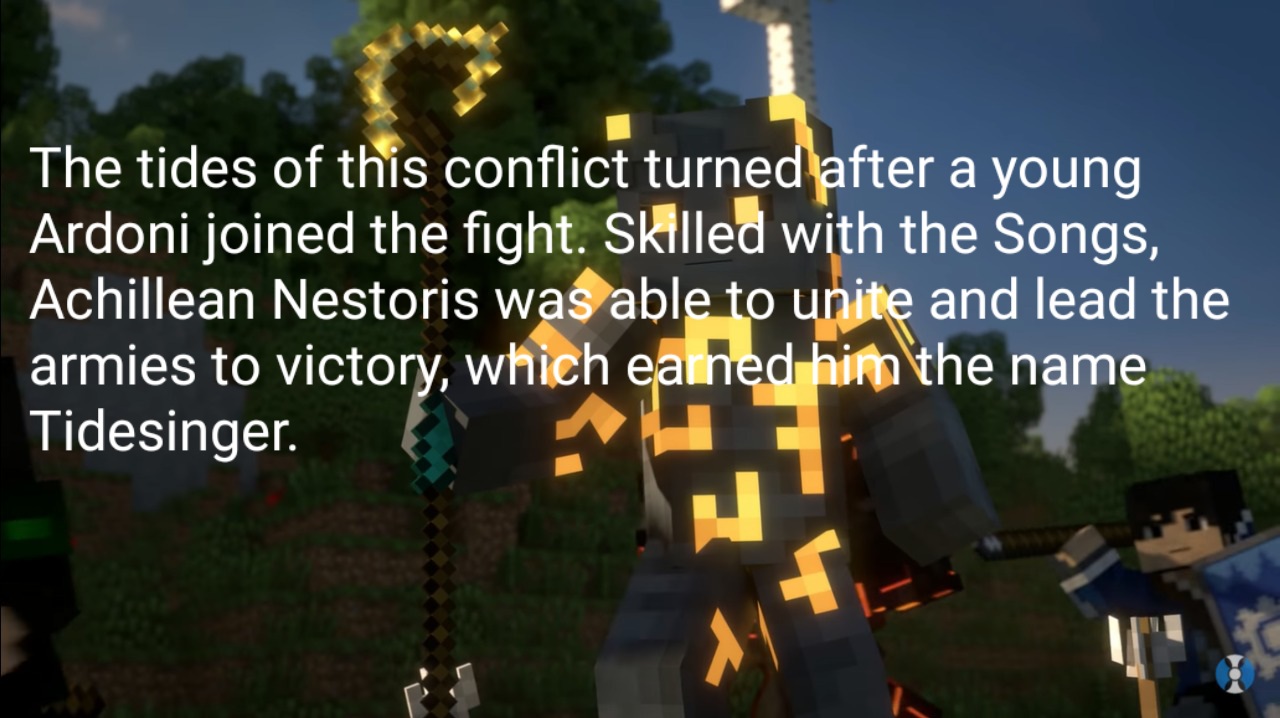 The tides of this conflict turned after a young
Ardoni joined the fight. Skilled with the Songs,
Achillean Nestoris was able to unite and lead the
armies to victory, which earned him the name
Tidesinger.